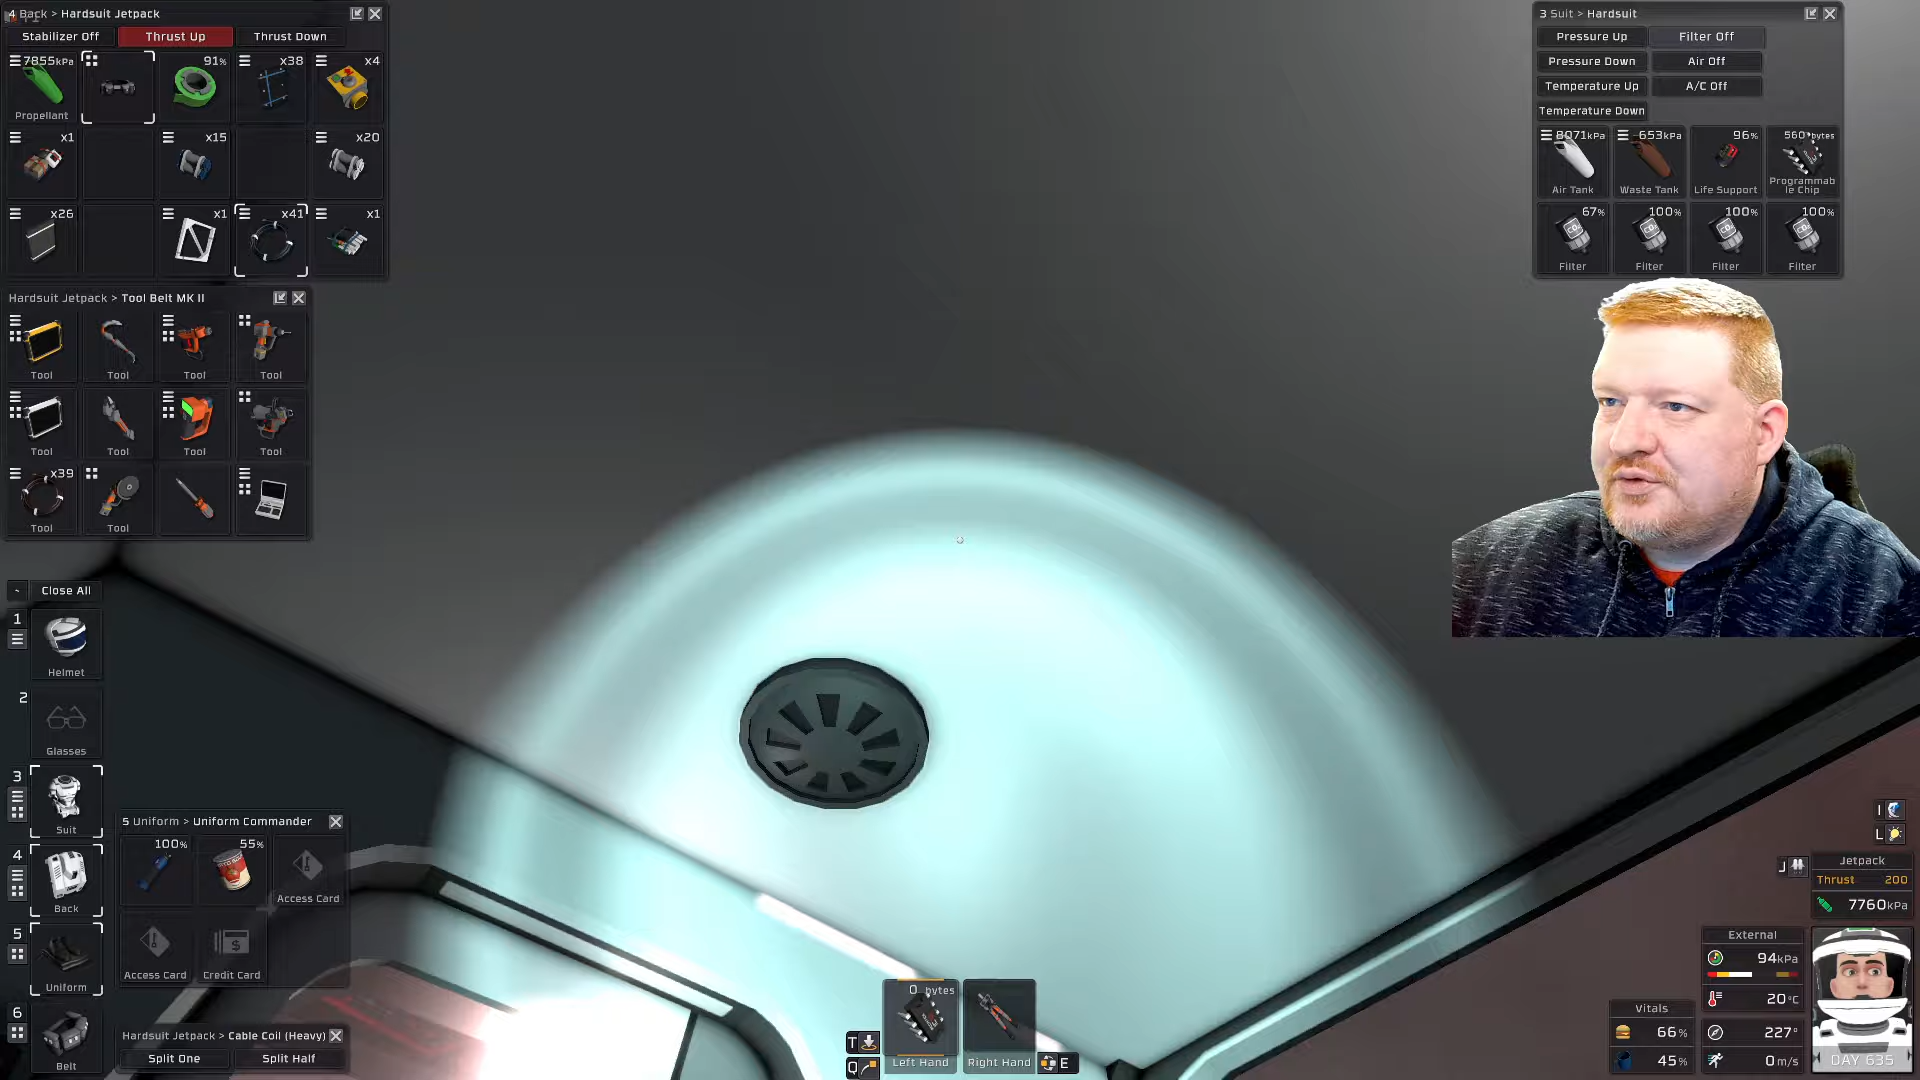 4 Back > Hardsuit Jetpack
Stabilizer Off
Thrust Up
Thrust Down
7855kPa
91%
x38
x4
Propellant
x1
x15
x20
x26
x1
x41
x1
Hardsuit Jetpack > Tool Belt MK II
Tool
Tool
Tool
Tool
Tool
Tool
Tool
Tool
x39
Tool
Tool
~
Close All
1
Helmet
2
Glasses
3
Suit
4
Back
5
Uniform
6
Belt
5 Uniform > Uniform Commander
100%
55%
Access Card
Access Card
Credit Card
Hardsuit Jetpack > Cable Coil (Heavy)
Split One
Split Half
3 Suit > Hardsuit
Pressure Up
Filter Off
Pressure Down
Air Off
Temperature Up
A/C Off
Temperature Down
8071kPa
653kPa
96%
560 bytes
Air Tank
Waste Tank
Life Support
Programmab
le Chip
67%
100%
100%
100%
Filter
Filter
Filter
Filter
0 bytes
T
Q
Left Hand
Right Hand
E
I
L
J
Jetpack
Thrust 200
7760kPa
External
94kPa
20°C
Vitals
66%
227°
45%
0m/s
DAY 635